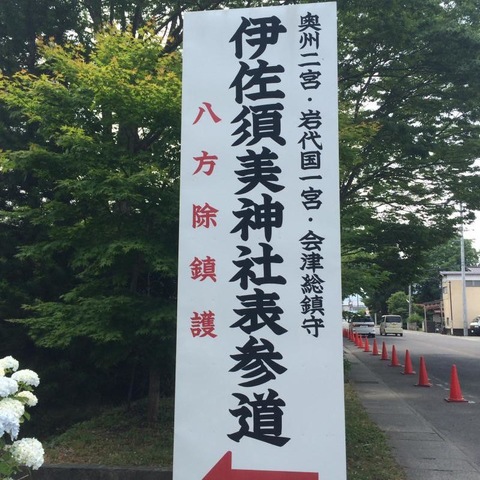 奥州二宮・岩代国一宮・会津総鎮守
伊佐須美神社表参道
八方除鎮護